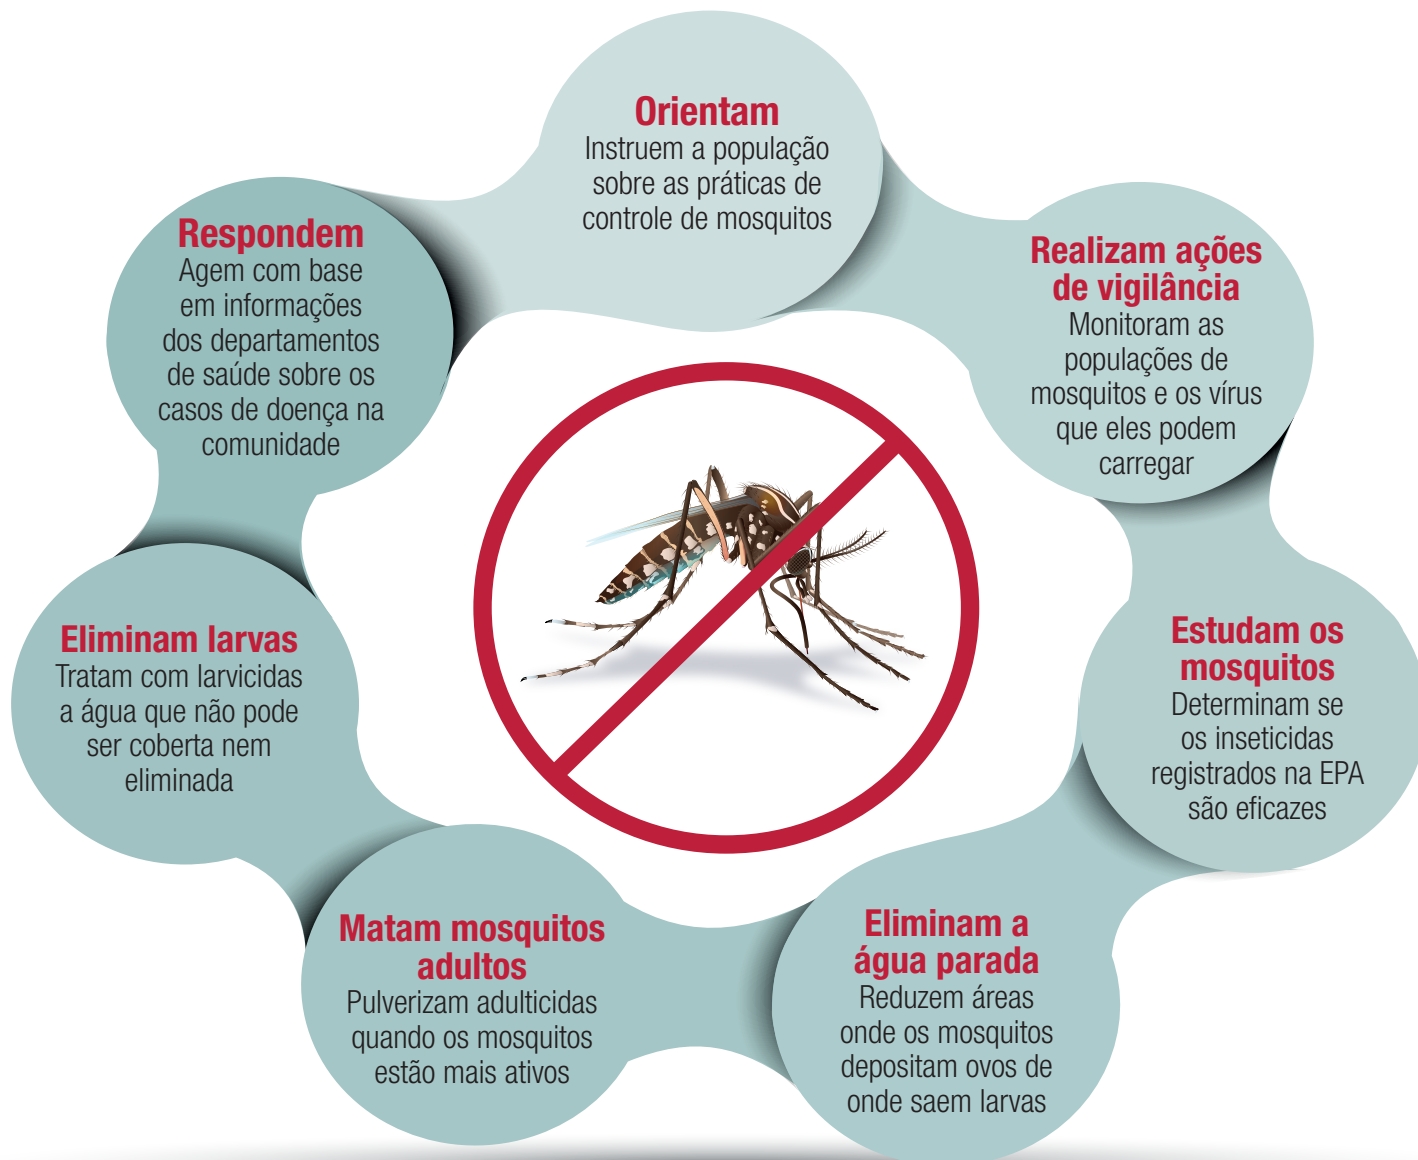 Orientam
Instruem a população
sobre as práticas de
controle de mosquitos
Realizam ações
de vigilância
Monitoram as
populações de
mosquitos e os vírus
que eles podem
carregar
Estudam os
mosquitos
Determinam se
os inseticidas
registrados na EPA
são eficazes
Eliminam a
água parada
Reduzem áreas
onde os mosquitos
depositam ovos de
onde saem larvas
Matam mosquitos
adultos
Pulverizam adulticidas
quando os mosquitos
estão mais ativos
Eliminam larvas
Tratam com larvicidas
a água que não pode
ser coberta nem
eliminada
Respondem
Agem com base
em informações
dos departamentos
de saúde sobre os
casos de doença na
comunidade